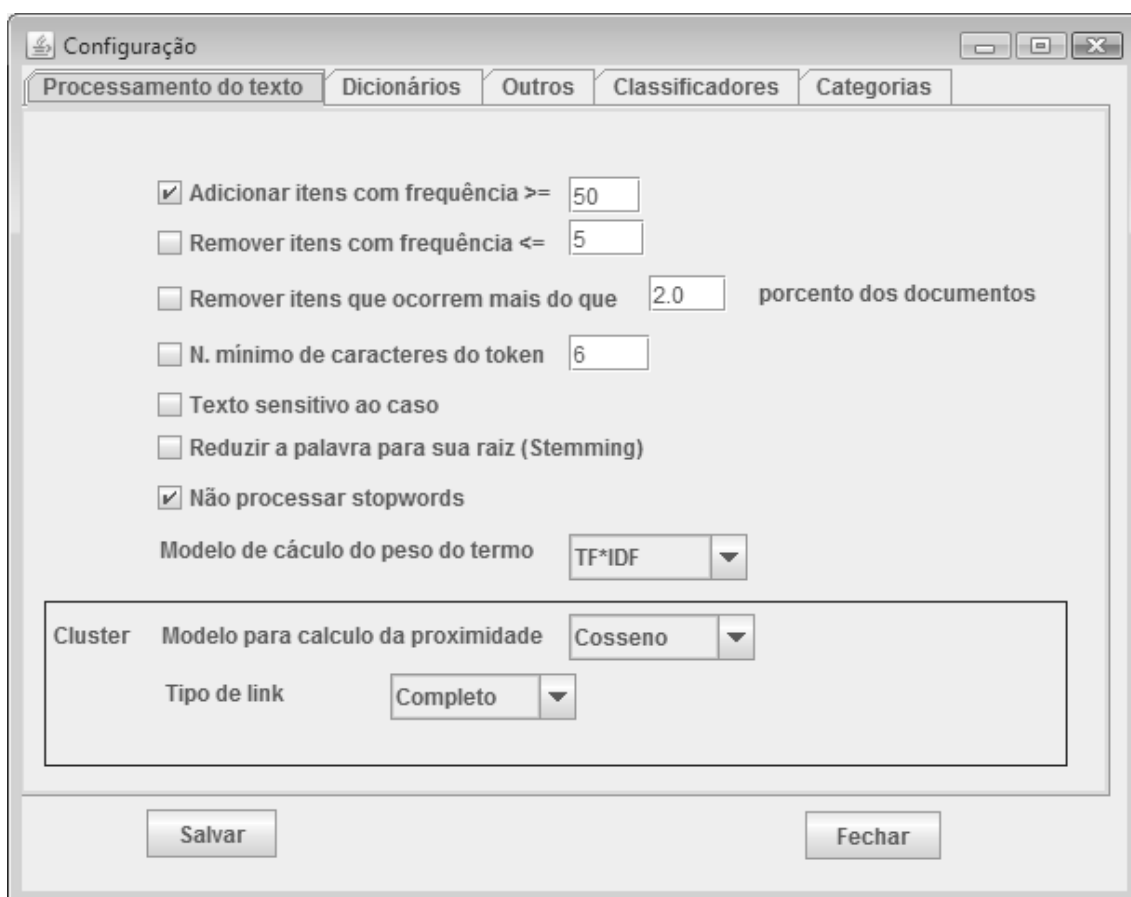 Configuração
Processamento do texto Dicionários Outros Classificadores Categorias
Adicionar itens com frequência >= 50
Remover itens com frequência <= 5
Remover itens que ocorrem mais do que 2.0 porcento dos documentos
N. mínimo de caracteres do token 6
Texto sensitivo ao caso
Reduzir a palavra para sua raiz (Stemming)
Não processar stopwords
Modelo de cáculo do peso do termo TF*IDF
Cluster Modelo para calculo da proximidade Cosseno
Tipo de link Completo
Salvar Fechar